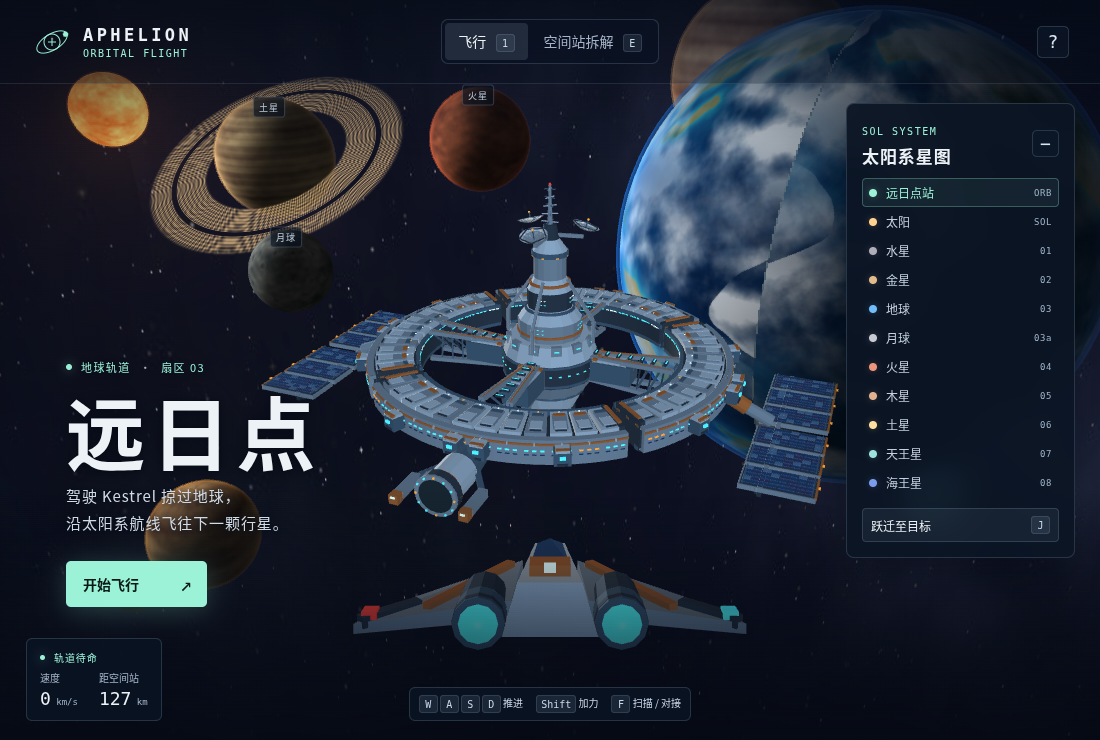 APHELION
ORBITAL FLIGHT
飞行 1
空间站拆解 E
?
土星
火星
月球
SOL SYSTEM
太阳系星图
–
远日点站 ORB
太阳 SOL
水星 01
金星 02
地球 03
月球 03a
火星 04
木星 05
土星 06
天王星 07
海王星 08
跃迁至目标 J
地球轨道 · 扇区 03
远日点
驾驶 Kestrel 掠过地球，
沿太阳系航线飞往下一颗行星。
开始飞行 ↗
轨道待命
速度 距空间站
0 km/s 127 km
W A S D 推进 Shift 加力 F 扫描 / 对接